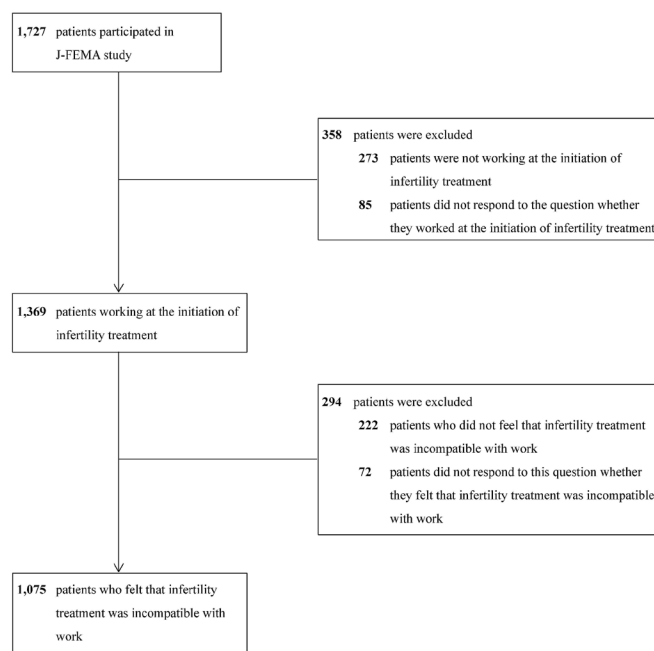 1,727 patients participated in
J-FEMA study
358 patients were excluded
273 patients were not working at the initiation of
infertility treatment
85 patients did not respond to the question whether
they worked at the initiation of infertility treatment
1,369 patients working at the initiation of
infertility treatment
294 patients were excluded
222 patients who did not feel that infertility treatment
was incompatible with work
72 patients did not respond to this question whether
they felt that infertility treatment was incompatible
with work
1,075 patients who felt that infertility
treatment was incompatible with
work